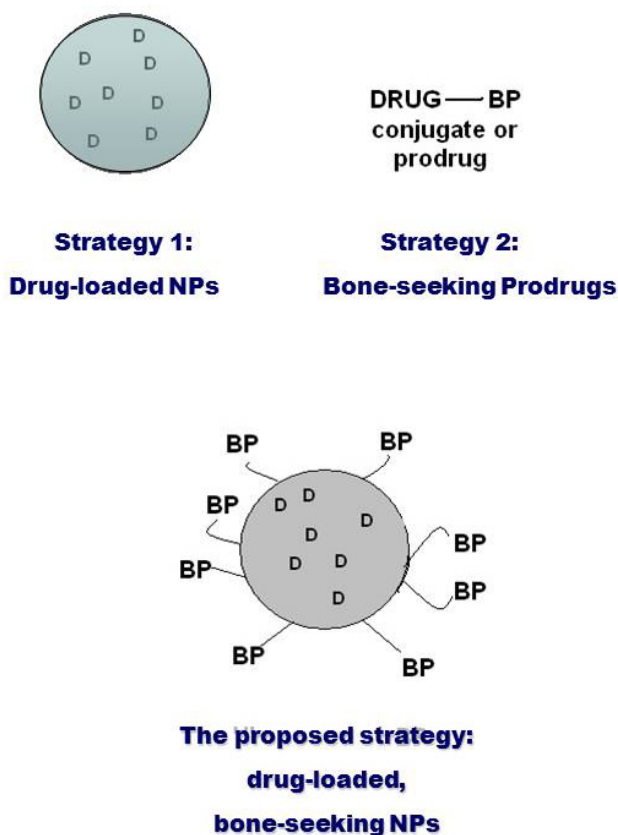 D
D
D
D
D
D
D
D
DRUG — BP
conjugate or
prodrug
Strategy 1:
Drug-loaded NPs
Strategy 2:
Bone-seeking Prodrugs
BP
BP
BP
BP
BP
BP
BP
BP
D
D
D
D
D
D
D
The proposed strategy:
drug-loaded,
bone-seeking NPs